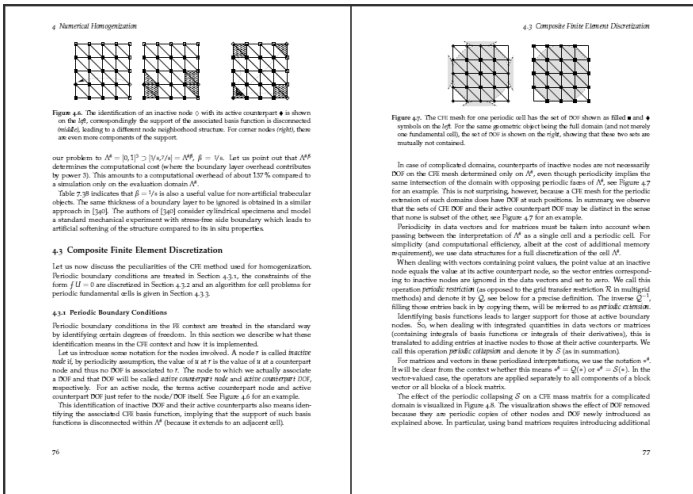 4 Numerical Homogenization
Figure 4.6. The identification of an inactive node ◊ with its active counterpart ♦ is shown
on the left, correspondingly the support of the associated basis function is disconnected
(middle), leading to a different node neighborhood structure. For corner nodes (right), there
are even more components of the support.
our problem to
Let us point out that
determines the computational cost (where the boundary layer overhead contributes
by power 3). This amounts to a computational overhead of about 137 % compared to
a simulation only on the evaluation domain
Table 7.38 indicates that β = 1/8 is also a useful value for non-artificial trabecular
objects. The same thickness of a boundary layer to be ignored is obtained in a similar
approach in [340]. The authors of [340] consider cylindrical specimens and model
a standard mechanical experiment with stress-free side boundary which leads to
artificial softening of the structure compared to its in situ properties.
4.3 Composite Finite Element Discretization
Let us now discuss the peculiarities of the CFE method used for homogenization.
Periodic boundary conditions are treated in Section 4.3.1, the constraints of the
form ∫ U = 0 are discretized in Section 4.3.2 and an algorithm for cell problems for
periodic fundamental cells is given in Section 4.3.3.
4.3.1 Periodic Boundary Conditions
Periodic boundary conditions in the FE context are treated in the standard way
by identifying certain degrees of freedom. In this section we describe what these
identification means in the CFE context and how it is implemented.
Let us introduce some notation for the nodes involved. A node r is called inactive
node if, by periodicity assumption, the value of u at r is the value of u at a counterpart
node and thus no DOF is associated to r. The node to which we actually associate
a DOF and that DOF will be called active counterpart node and active counterpart DOF,
respectively. For an active node, the terms active counterpart node and active
counterpart DOF just refer to the node/DOF itself. See Figure 4.6 for an example.
This identification of inactive DOF and their active counterparts also means iden-
tifying the associated CFE basis function, implying that the support of such basis
functions is disconnected within Λ# (because it extends to an adjacent cell).
76
4.3 Composite Finite Element Discretization
Figure 4.7. The CFE mesh for one periodic cell has the set of DOF shown as filled ■ and ♦
symbols on the left. For the same geometric object being the full domain (and not merely
one fundamental cell), the set of DOF is shown on the right, showing that these two sets are
mutually not contained.
In case of complicated domains, counterparts of inactive nodes are not necessarily
DOF on the CFE mesh determined only on Λ#, even though periodicity implies the
same intersection of the domain with opposing periodic faces of Λ#, see Figure 4.7
for an example. This is not surprising, however, because a CFE mesh for the periodic
extension of such domains does have DOF at such positions. In summary, we observe
that the sets of CFE DOF and their active counterpart DOF may be distinct in the sense
that none is subset of the other, see Figure 4.7 for an example.
Periodicity in data vectors and for matrices must be taken into account when
passing between the interpretation of Λ# as a single cell and a periodic cell. For
simplicity (and computational efficiency, albeit at the cost of additional memory
requirement), we use data structures for a full discretization of the cell Λ#.
When dealing with vectors containing point values, the point value at an inactive
node equals the value at its active counterpart node, so the vector entries correspond-
ing to inactive nodes are ignored in the data vectors and set to zero. We call this
operation periodic restriction (as opposed to the grid transfer restriction R in multigrid
methods) and denote it by Q, see below for a precise definition. The inverse Q⁻¹,
filling those entries back in by copying them, will be referred to as periodic extension.
Identifying basis functions leads to larger support for those at active boundary
nodes. So, when dealing with integrated quantities in data vectors or matrices
(containing integrals of basis functions or integrals of their derivatives), this is
translated to adding entries at inactive nodes to those at their active counterparts. We
call this operation periodic collapsion and denote it by S (as in summation).
For matrices and vectors in these periodized interpretations, we use the notation •#.
It will be clear from the context whether this means •# = Q(•) or •# = S(•). In the
vector-valued case, the operators are applied separately to all components of a block
vector or all blocks of a block matrix.
The effect of the periodic collapsing S on a CFE mass matrix for a complicated
domain is visualized in Figure 4.8. The visualization shows the effect of DOF removed
because they are periodic copies of other nodes and DOF newly introduced as
explained above. In particular, using band matrices requires introducing additional
77